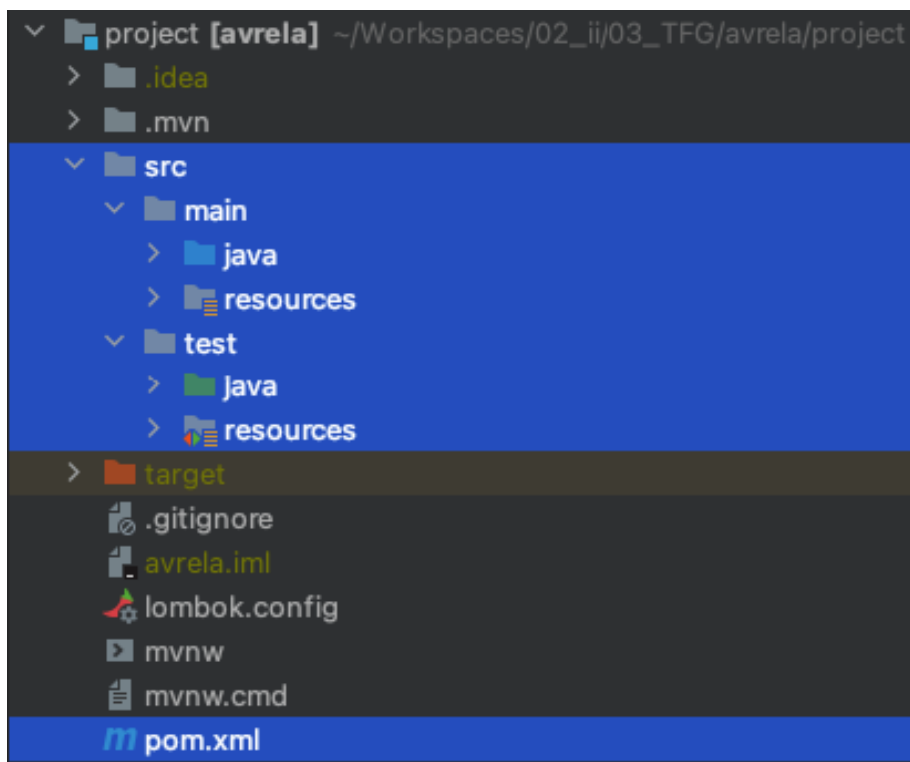 project [avrela] ~/Workspaces/02_ii/03_TFG/avrela/project
.idea
.mvn
src
main
java
resources
test
java
resources
target
.gitignore
avrela.iml
lombok.config
mvnw
mvnw.cmd
pom.xml